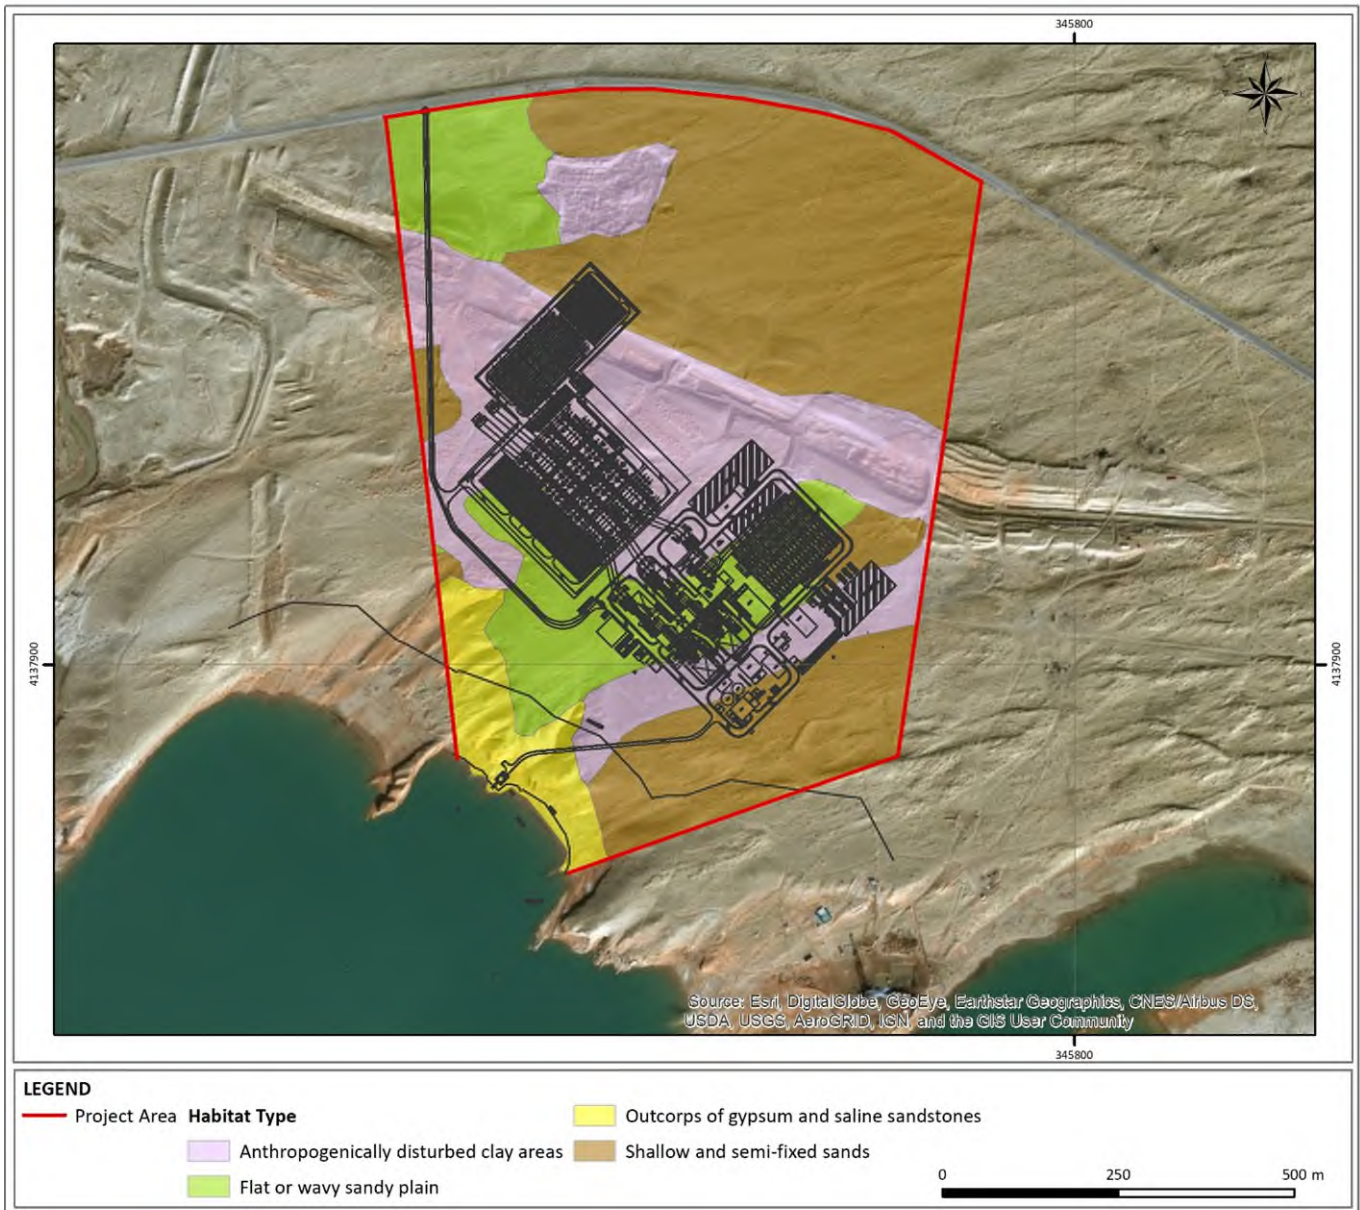 345800
4137900
4137900
Source: Esri, DigitalGlobe, GeoEye, Earthstar Geographics, CNES/Airbus DS,
USDA, USGS, AeroGRID, IGN, and the GIS User Community
345800
LEGEND
Project Area
Habitat Type
Outcorps of gypsum and saline sandstones
Anthropogenically disturbed clay areas
Shallow and semi-fixed sands
Flat or wavy sandy plain
0 250 500 m